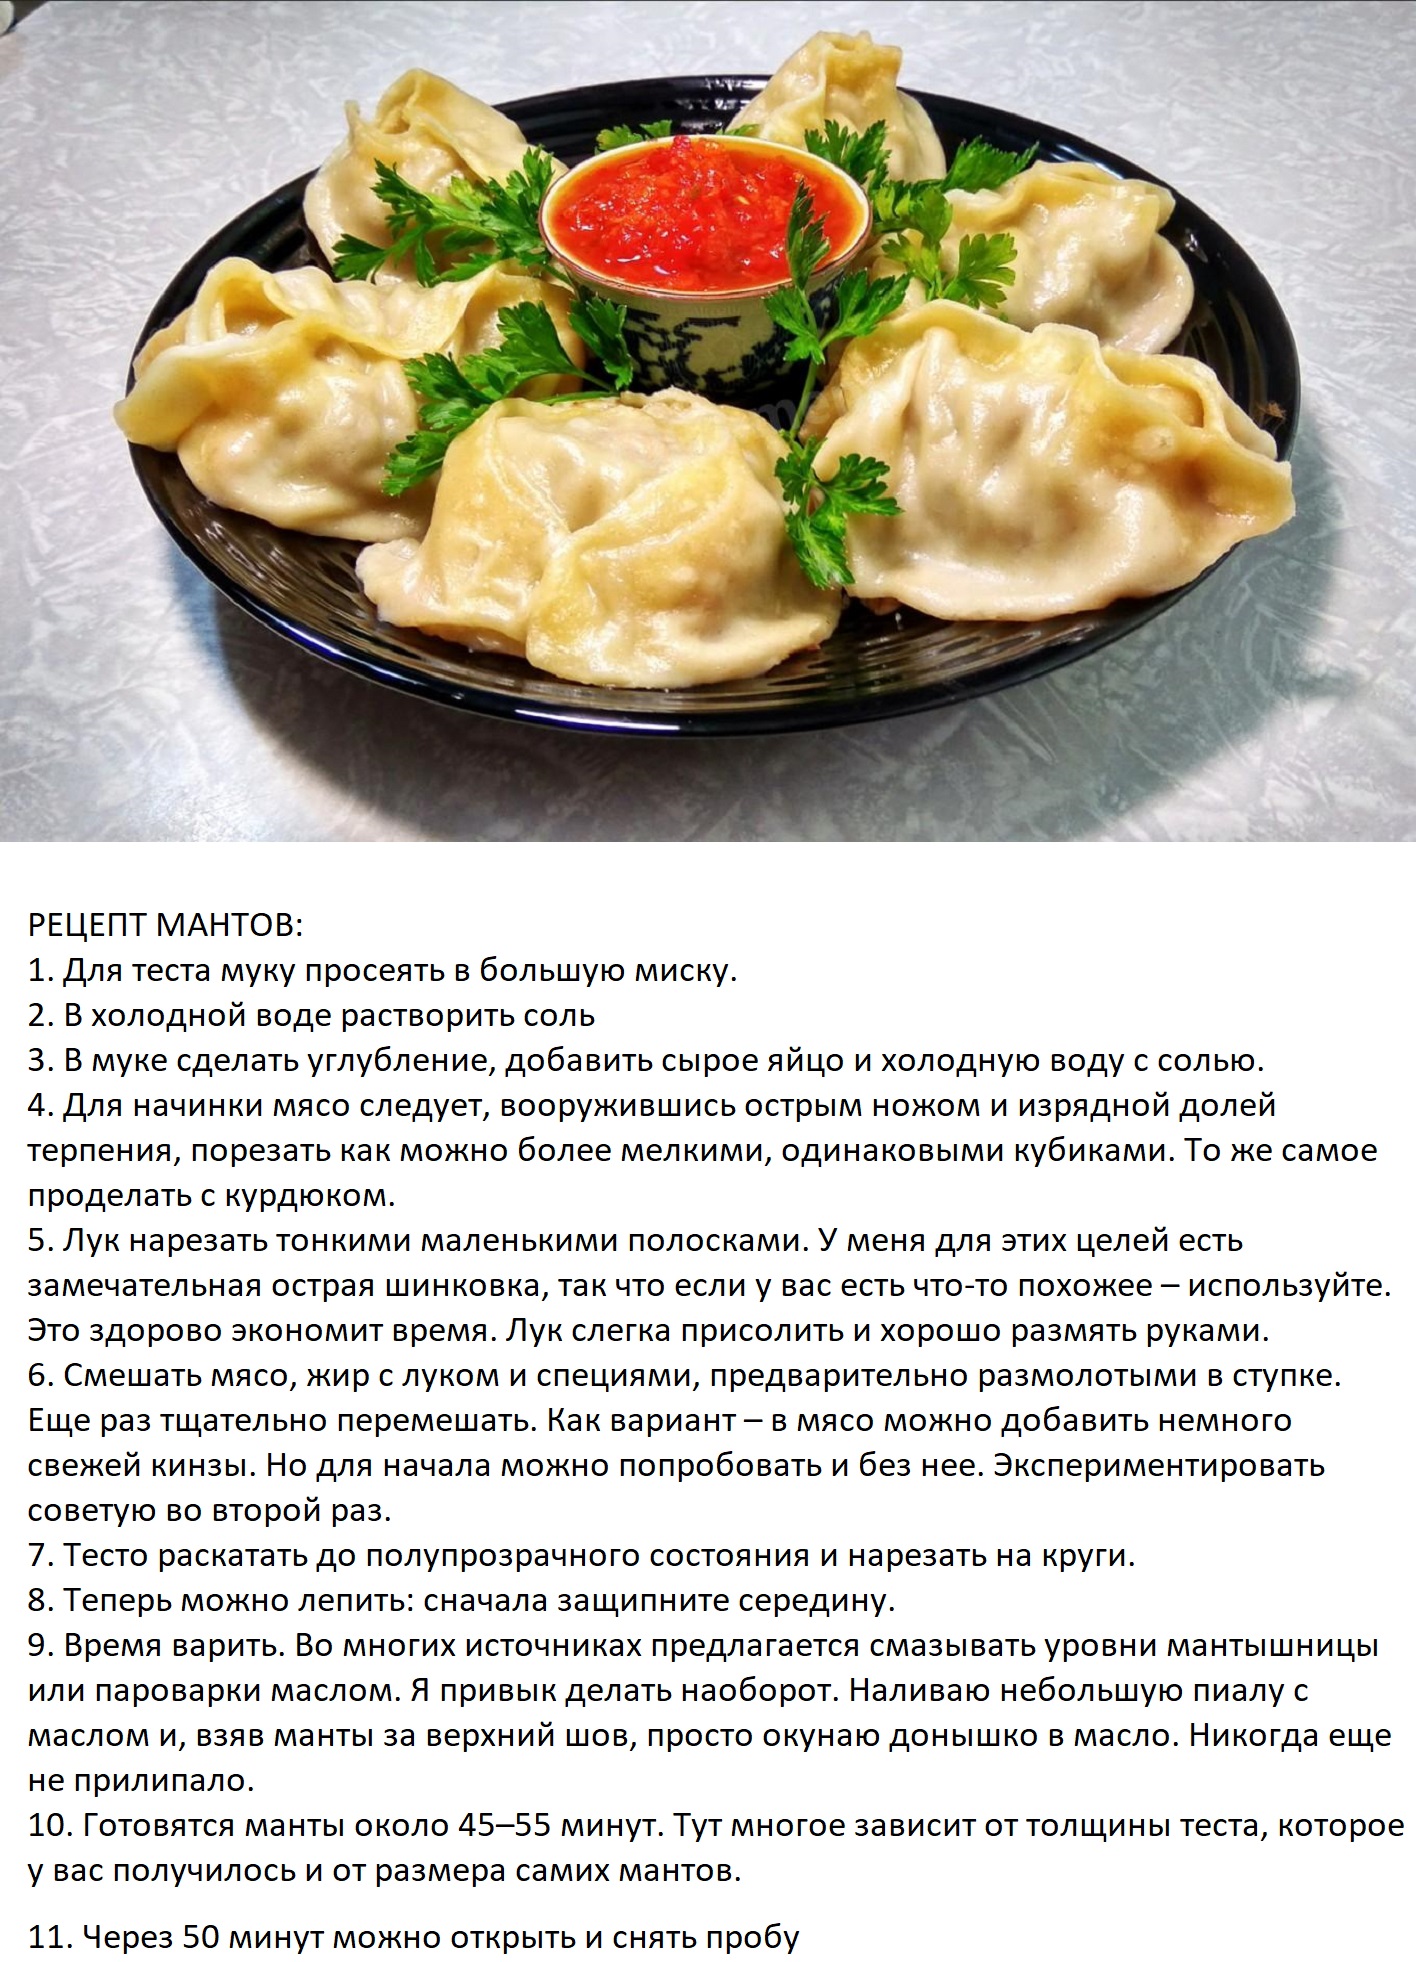 РЕЦЕПТ МАНТОВ:
1. Для теста муку просеять в большую миску.
2. В холодной воде растворить соль
3. В муке сделать углубление, добавить сырое яйцо и холодную воду с солью.
4. Для начинки мясо следует, вооружившись острым ножом и изрядной долей
терпения, порезать как можно более мелкими, одинаковыми кубиками. То же самое
проделать с курдюком.
5. Лук нарезать тонкими маленькими полосками. У меня для этих целей есть
замечательная острая шинковка, так что если у вас есть что-то похожее – используйте.
Это здорово экономит время. Лук слегка присолить и хорошо размять руками.
6. Смешать мясо, жир с луком и специями, предварительно размолотыми в ступке.
Еще раз тщательно перемешать. Как вариант – в мясо можно добавить немного
свежей кинзы. Но для начала можно попробовать и без нее. Экспериментировать
советую во второй раз.
7. Тесто раскатать до полупрозрачного состояния и нарезать на круги.
8. Теперь можно лепить: сначала защипните середину.
9. Время варить. Во многих источниках предлагается смазывать уровни мантышницы
или пароварки маслом. Я привык делать наоборот. Наливаю небольшую пиалу с
маслом и, взяв манты за верхний шов, просто окунаю донышко в масло. Никогда еще
не прилипало.
10. Готовятся манты около 45–55 минут. Тут многое зависит от толщины теста, которое
у вас получилось и от размера самих мантов.
11. Через 50 минут можно открыть и снять пробу